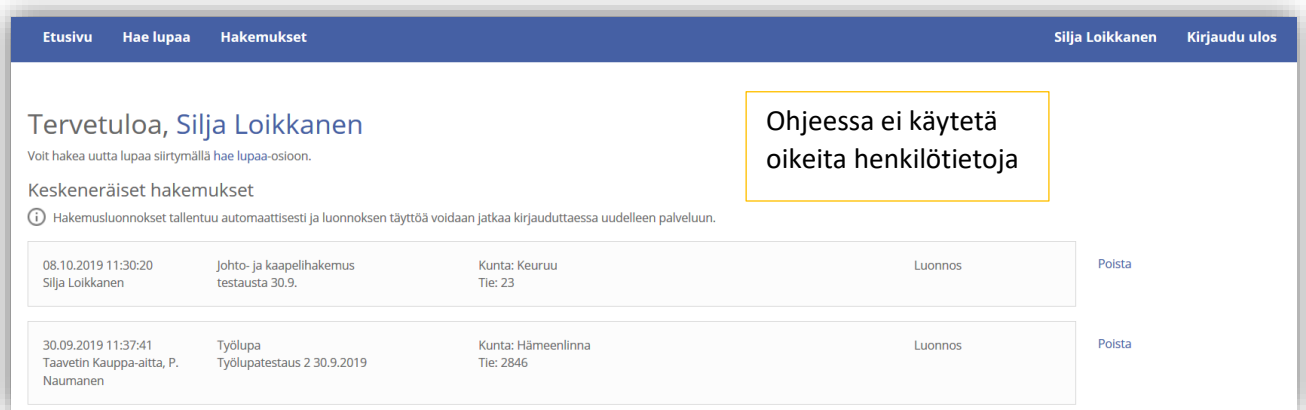 Etusivu Hae lupaa Hakemukset Silja Loikkanen Kirjaudu ulos
Tervetuloa, Silja Loikkanen
Voit hakea uutta lupaa siirtymällä hae lupaa-osioon.
Ohjeessa ei käytetä
oikeita henkilötietoja
Keskeneräiset hakemukset
Hakemusluonnokset tallentuu automaattisesti ja luonnoksen täyttöä voidaan jatkaa kirjauduttaessa uudelleen palveluun.
08.10.2019 11:30:20 Johto- ja kaapelihakemus Kunta: Keuruu Luonnos Poista
Silja Loikkanen testausta 30.9. Tie: 23
30.09.2019 11:37:41 Työlupa Kunta: Hämeenlinna Luonnos Poista
Taavetin Kauppa-aitta, P. Työlupatestaus 2 30.9.2019 Tie: 2846
Naumanen